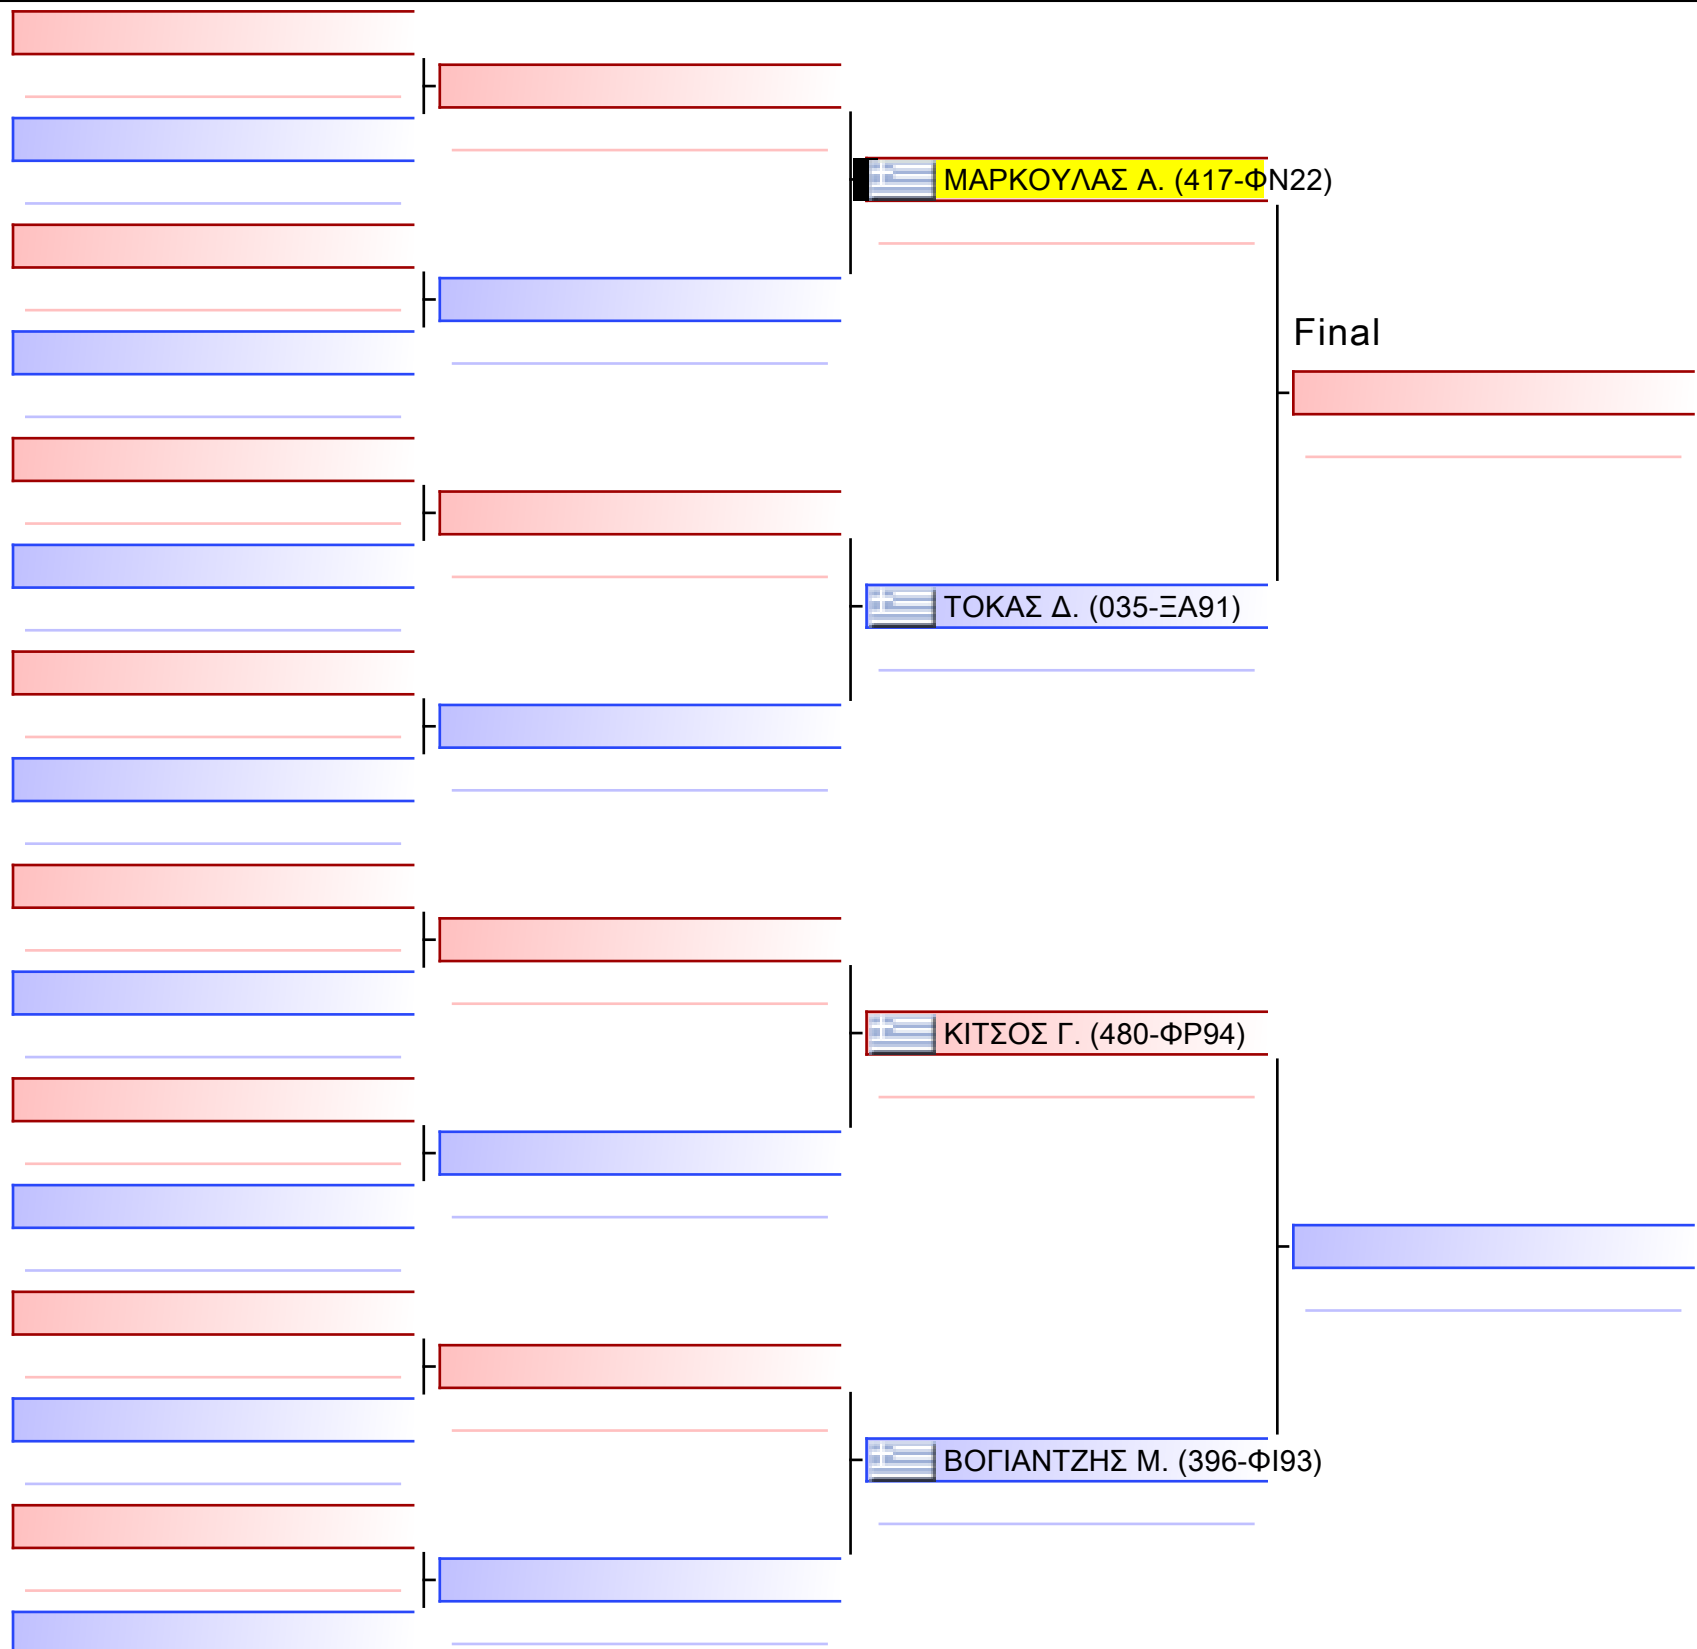 ΜΑΡΚΟΥΛΑΣ Α. (417-ΦΝ22)
Final
ΤΟΚΑΣ Δ. (035-ΞΑ91)
ΚΙΤΣΟΣ Γ. (480-ΦΡ94)
ΒΟΓΙΑΝΤΖΗΣ Μ. (396-ΦΙ93)